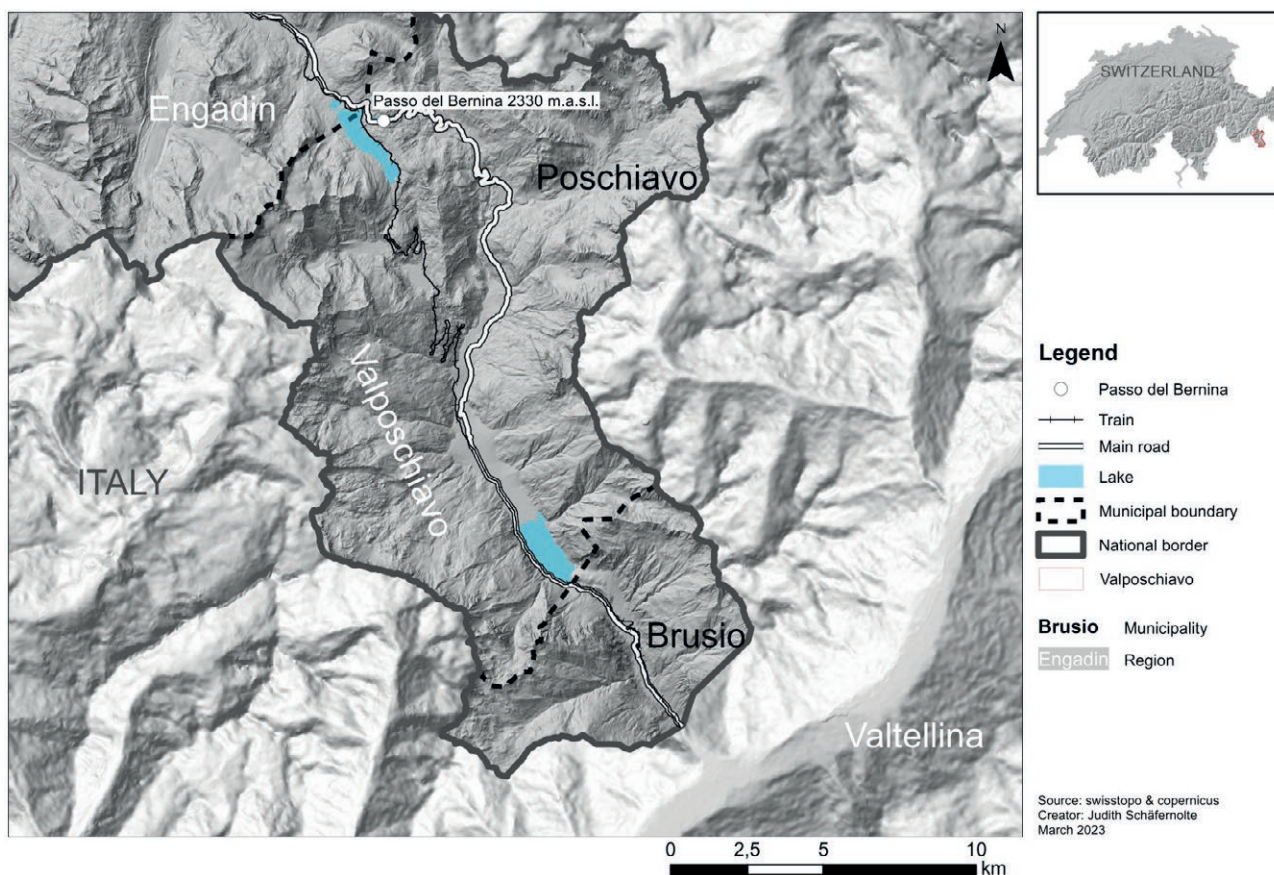 Engadin
Passo del Bernina 2330 m.a.s.l.
Poschiavo
Valposchiavo
ITALY
Brusio
Valtellina
N
SWITZERLAND
Legend
Passo del Bernina
Train
Main road
Lake
Municipal boundary
National border
Valposchiavo
Brusio Municipality
Engadin Region
Source: swisstopo & copernicus
Creator: Judith Schäfernolte
March 2023
0 2,5 5 10
km